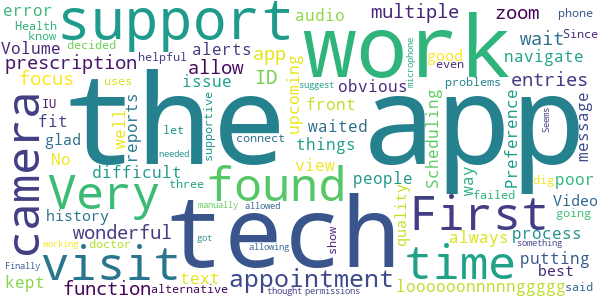 error
support
audio
multiple
zoom
phone
Health
know
work
wait
Since
Volume
decided
helpful
alerts
app
good
even
navigate
prescription
allow
ID
upcoming
microphone
problems
entries
focus
uses
issue
obvious
camera
IU
fit
well
reports
supportive
the app
front
suggest
Scheduling
way
Preference
Seems
message
glad
let
connect
waited
things
No
needed
difficult
three
view
people
failed
dig
poor
Very
found
First
Video
history
manually
allowed
quality
always
process
going
wonderful
tech
putting
working
doctor
got
allowing
show
time
something
best
visit
appointment
kept
text
Finally
function
alternative
thought
permissions
loooooonnnnnggggg
said